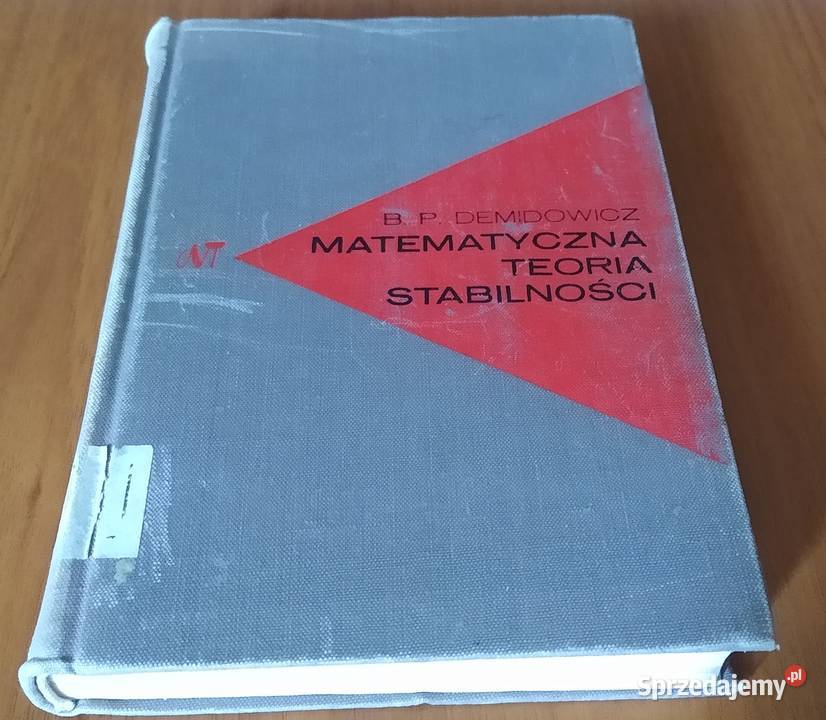 B. P. DEMIDOWICZ
MATEMATYCZNA
TEORIA
STABILNOŚCI
WNT
Sprzedajemy.pl